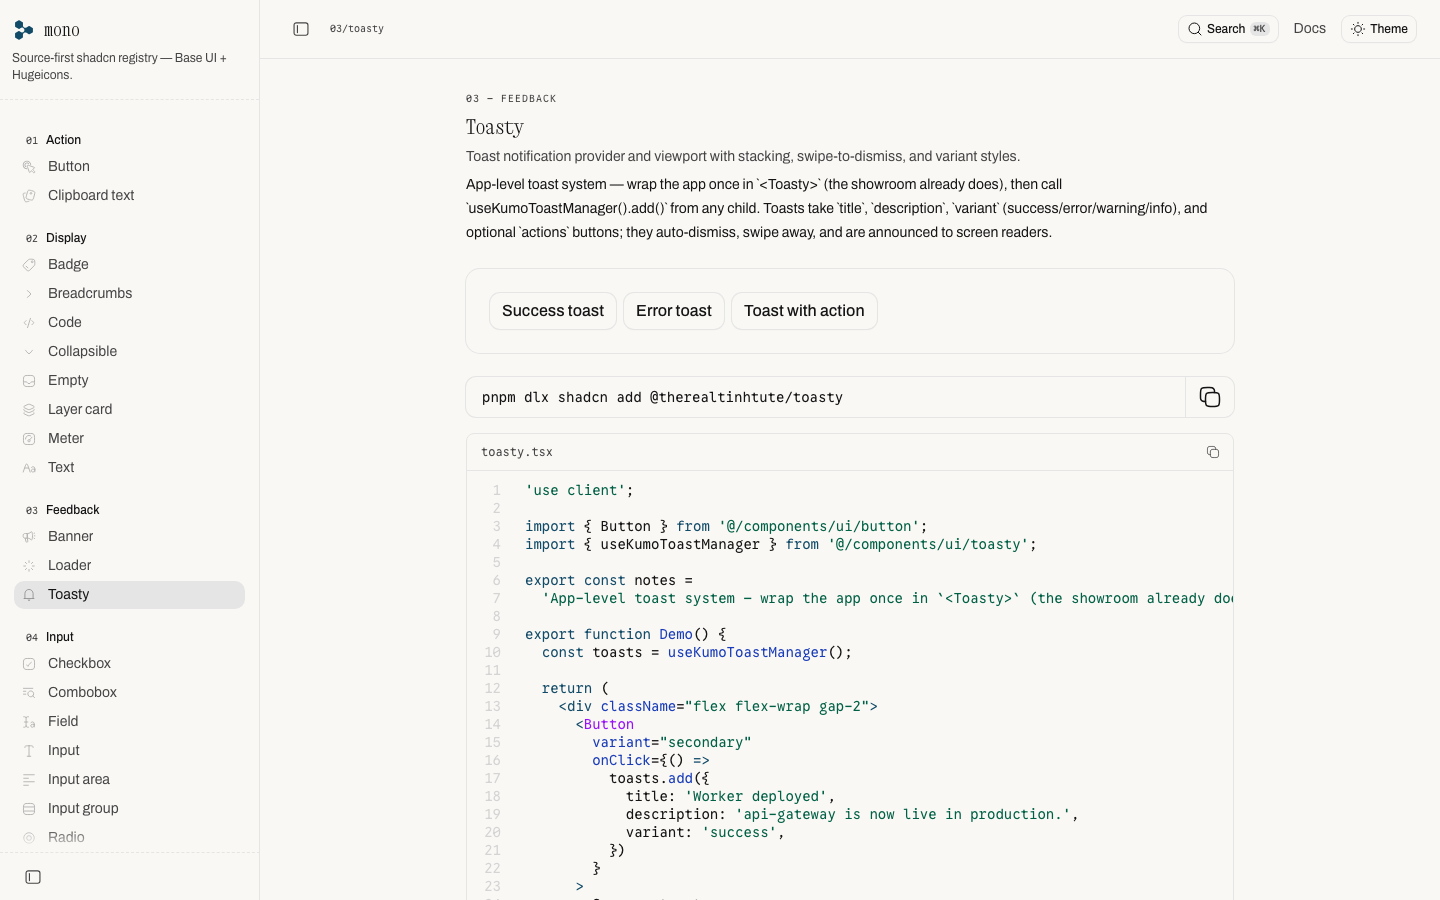 mono
Source-first shadcn registry — Base UI +
Hugeicons.
01 Action
Button
Clipboard text
02 Display
Badge
Breadcrumbs
Code
Collapsible
Empty
Layer card
Meter
Text
03 Feedback
Banner
Loader
Toasty
04 Input
Checkbox
Combobox
Field
Input
Input area
Input group
Radio
03/toasty
Search ⌘K
Docs
Theme
03 — FEEDBACK
Toasty
Toast notification provider and viewport with stacking, swipe-to-dismiss, and variant styles.
App-level toast system — wrap the app once in `<Toasty>` (the showroom already does), then call
`useKumoToastManager().add()` from any child. Toasts take `title`, `description`, `variant` (success/error/warning/info), and
optional `actions` buttons; they auto-dismiss, swipe away, and are announced to screen readers.
Success toast
Error toast
Toast with action
pnpm dlx shadcn add @therealtinhtute/toasty
toasty.tsx
1 'use client';
2
3 import { Button } from '@/components/ui/button';
4 import { useKumoToastManager } from '@/components/ui/toasty';
5
6 export const notes =
7 'App-level toast system — wrap the app once in `<Toasty>` (the showroom already do
8
9 export function Demo() {
10 const toasts = useKumoToastManager();
11
12 return (
13 <div className="flex flex-wrap gap-2">
14 <Button
15 variant="secondary"
16 onClick={() =>
17 toasts.add({
18 title: 'Worker deployed',
19 description: 'api-gateway is now live in production.',
20 variant: 'success',
21 })
22 }
23 >